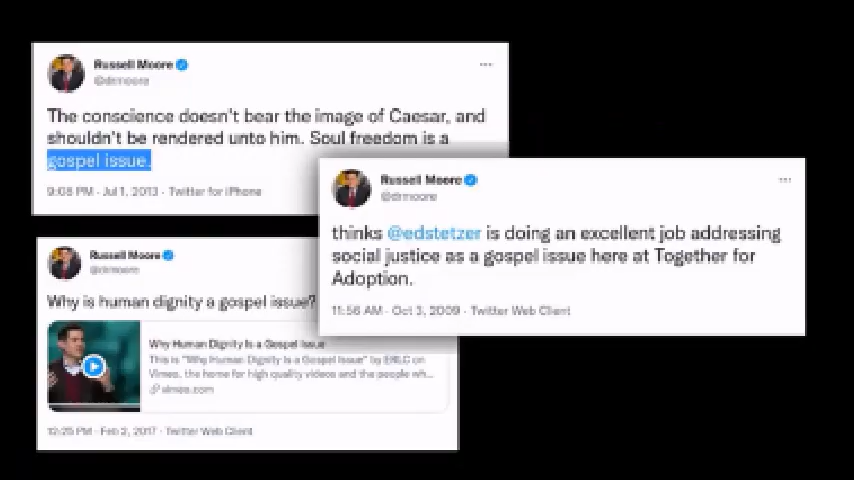 Russell Moore
@drmoore
The conscience doesn't bear the image of Caesar, and
shouldn't be rendered unto him. Soul freedom is a
gospel issue.
9:08 PM · Jul 1, 2013 · Twitter for iPhone
Russell Moore
@drmoore
thinks @edstetzer is doing an excellent job addressing
social justice as a gospel issue here at Together for
Adoption.
11:56 AM · Oct 3, 2009 · Twitter Web Client
Russell Moore
@drmoore
Why is human dignity a gospel issue?
Why Human Dignity Is a Gospel Issue
This is "Why Human Dignity Is a Gospel Issue" by ERLC on
Vimeo, the home for high quality videos and the people wh...
vimeo.com
12:25 PM · Feb 2, 2017 · Twitter Web Client